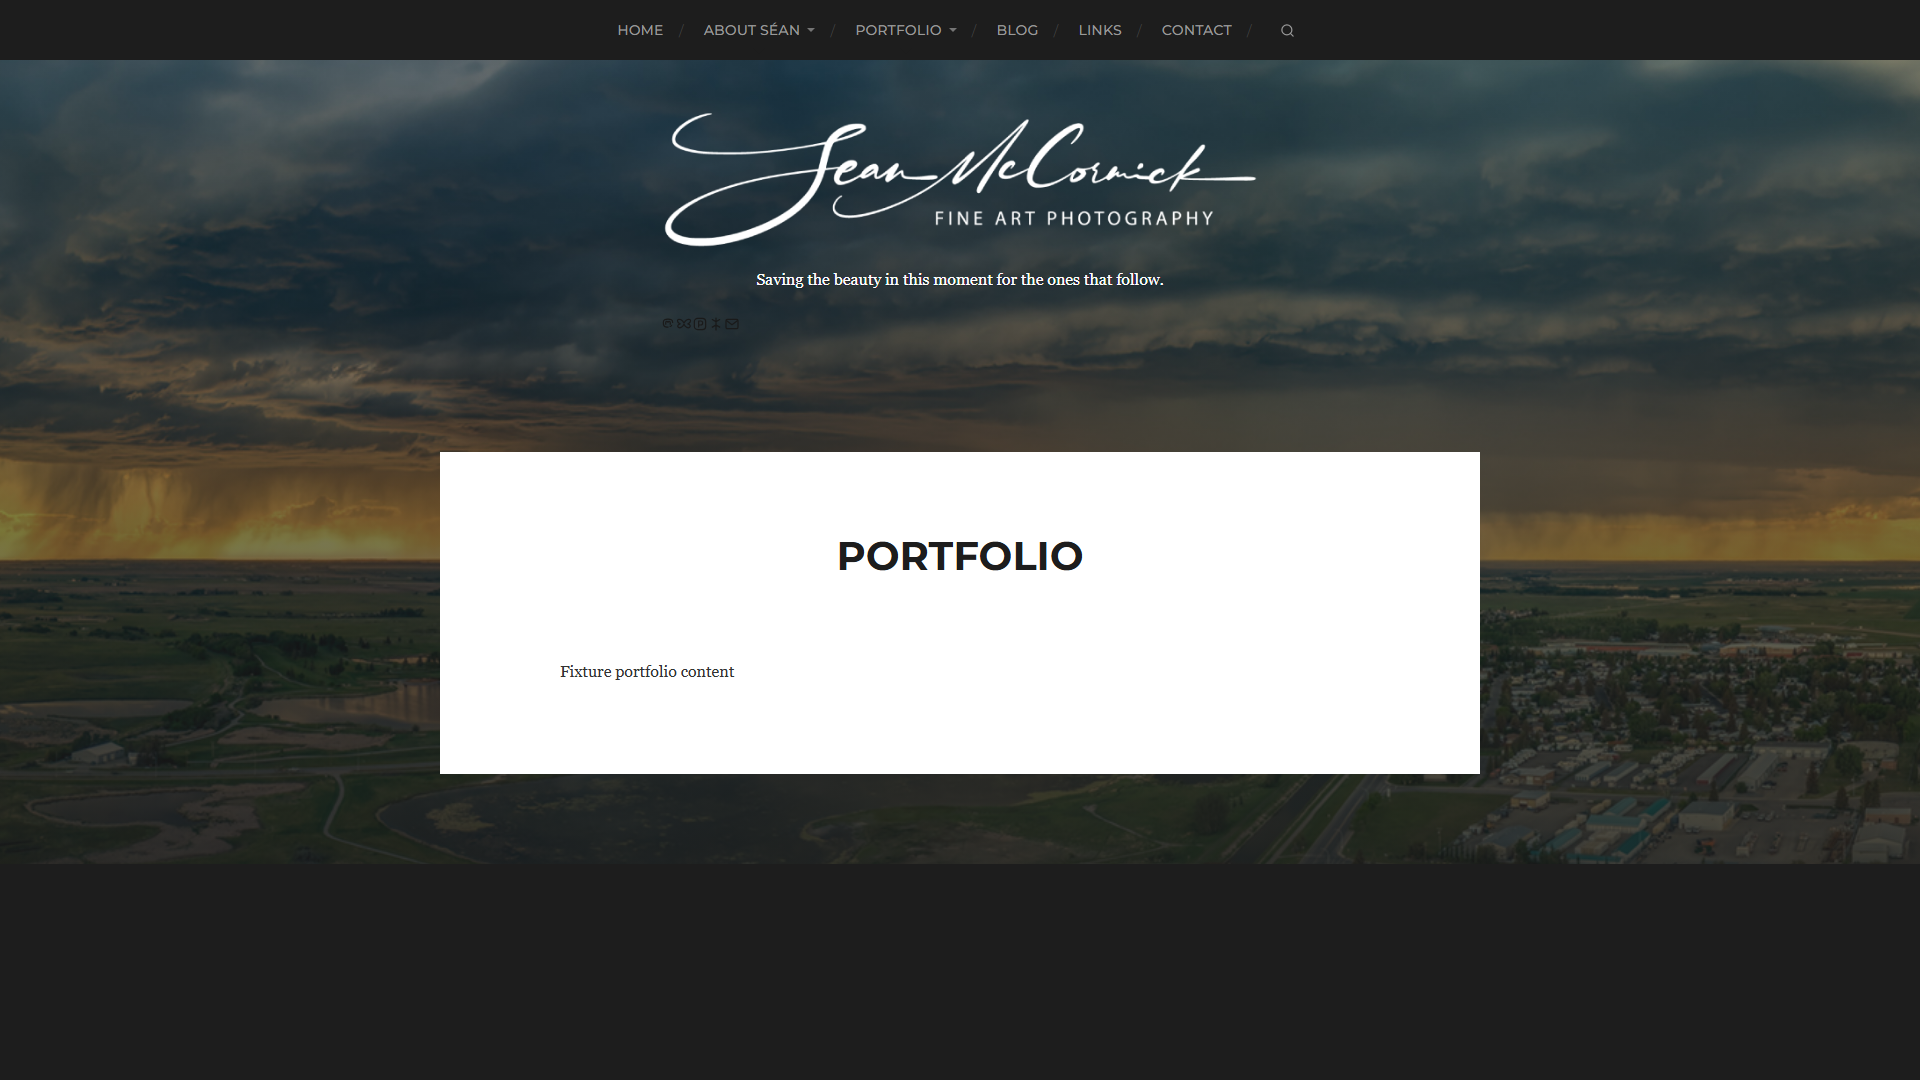 HOME / ABOUT SÉAN / PORTFOLIO / BLOG / LINKS / CONTACT /
Sean McCormick
FINE ART PHOTOGRAPHY
Saving the beauty in this moment for the ones that follow.
PORTFOLIO
Fixture portfolio content